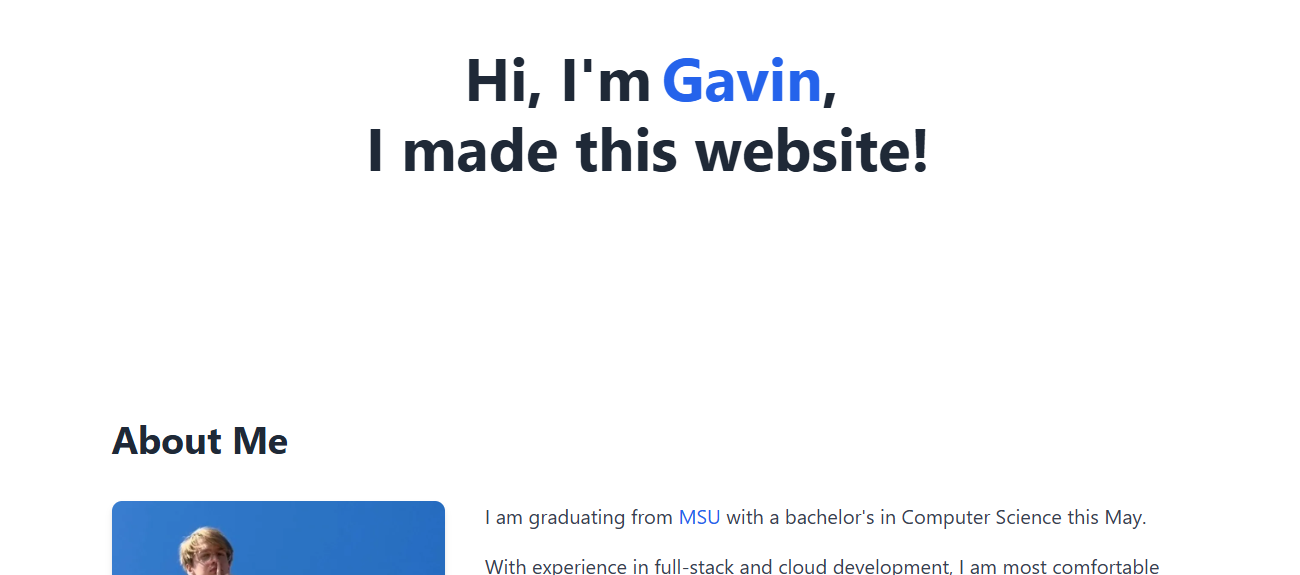 Hi, I'm Gavin,
I made this website!
About Me
I am graduating from MSU with a bachelor's in Computer Science this May.
With experience in full-stack and cloud development, I am most comfortable